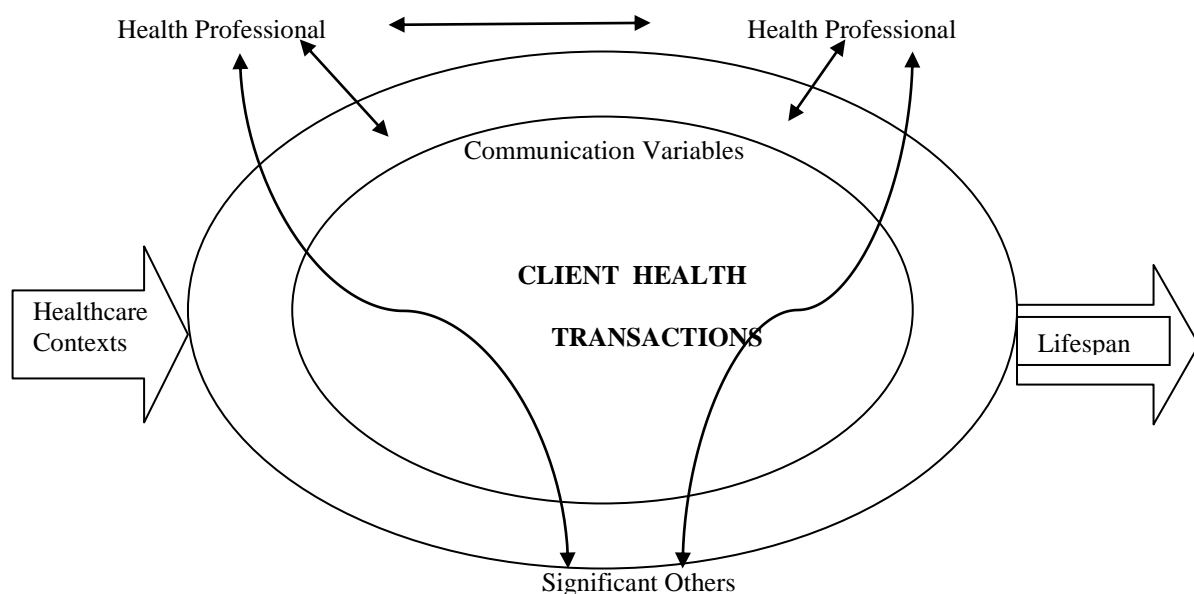 Health Professional
Health Professional
Communication Variables
CLIENT HEALTH
TRANSACTIONS
Healthcare
Contexts
Lifespan
Significant Others